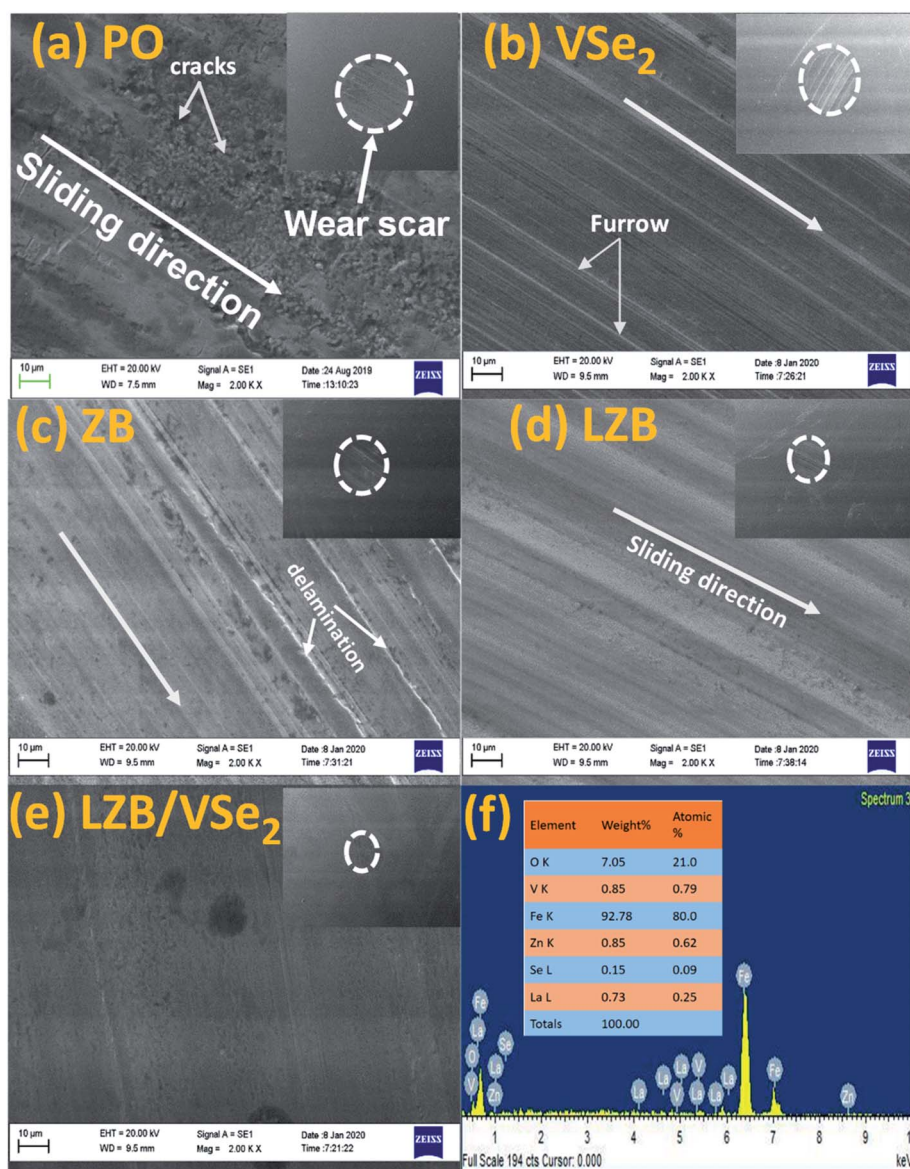 (a) PO
cracks
Sliding direction
Wear scar
10 µm
EHT = 20.00 kV
WD = 7.5 mm
Signal A = SE1
Mag = 2.00 K X
Date :24 Aug 2019
Time :13:10:23
ZEISS
(b) VSe2
Furrow
10 µm
EHT = 20.00 kV
WD = 9.5 mm
Signal A = SE1
Mag = 2.00 K X
Date :8 Jan 2020
Time :7:26:21
ZEISS
(c) ZB
delamination
10 µm
EHT = 20.00 kV
WD = 9.5 mm
Signal A = SE1
Mag = 2.00 K X
Date :8 Jan 2020
Time :7:31:21
ZEISS
(d) LZB
Sliding direction
10 µm
EHT = 20.00 kV
WD = 9.5 mm
Signal A = SE1
Mag = 2.00 K X
Date :8 Jan 2020
Time :7:38:14
ZEISS
(e) LZB/VSe2
10 µm
EHT = 20.00 kV
WD = 9.5 mm
Signal A = SE1
Mag = 2.00 K X
Date :8 Jan 2020
Time :7:21:22
ZEISS
(f)
Spectrum 3
Element Weight% Atomic %
O K 7.05 21.0
V K 0.85 0.79
Fe K 92.78 80.0
Zn K 0.85 0.62
Se L 0.15 0.09
La L 0.73 0.25
Totals 100.00
Fe
La
O
V
Se
La
Zn
La
La
La
V
V
La
La
La
Fe
Fe
Zn
1 2 3 4 5 6 7 8 9 1
Full Scale 194 cts Cursor: 0.000
keV